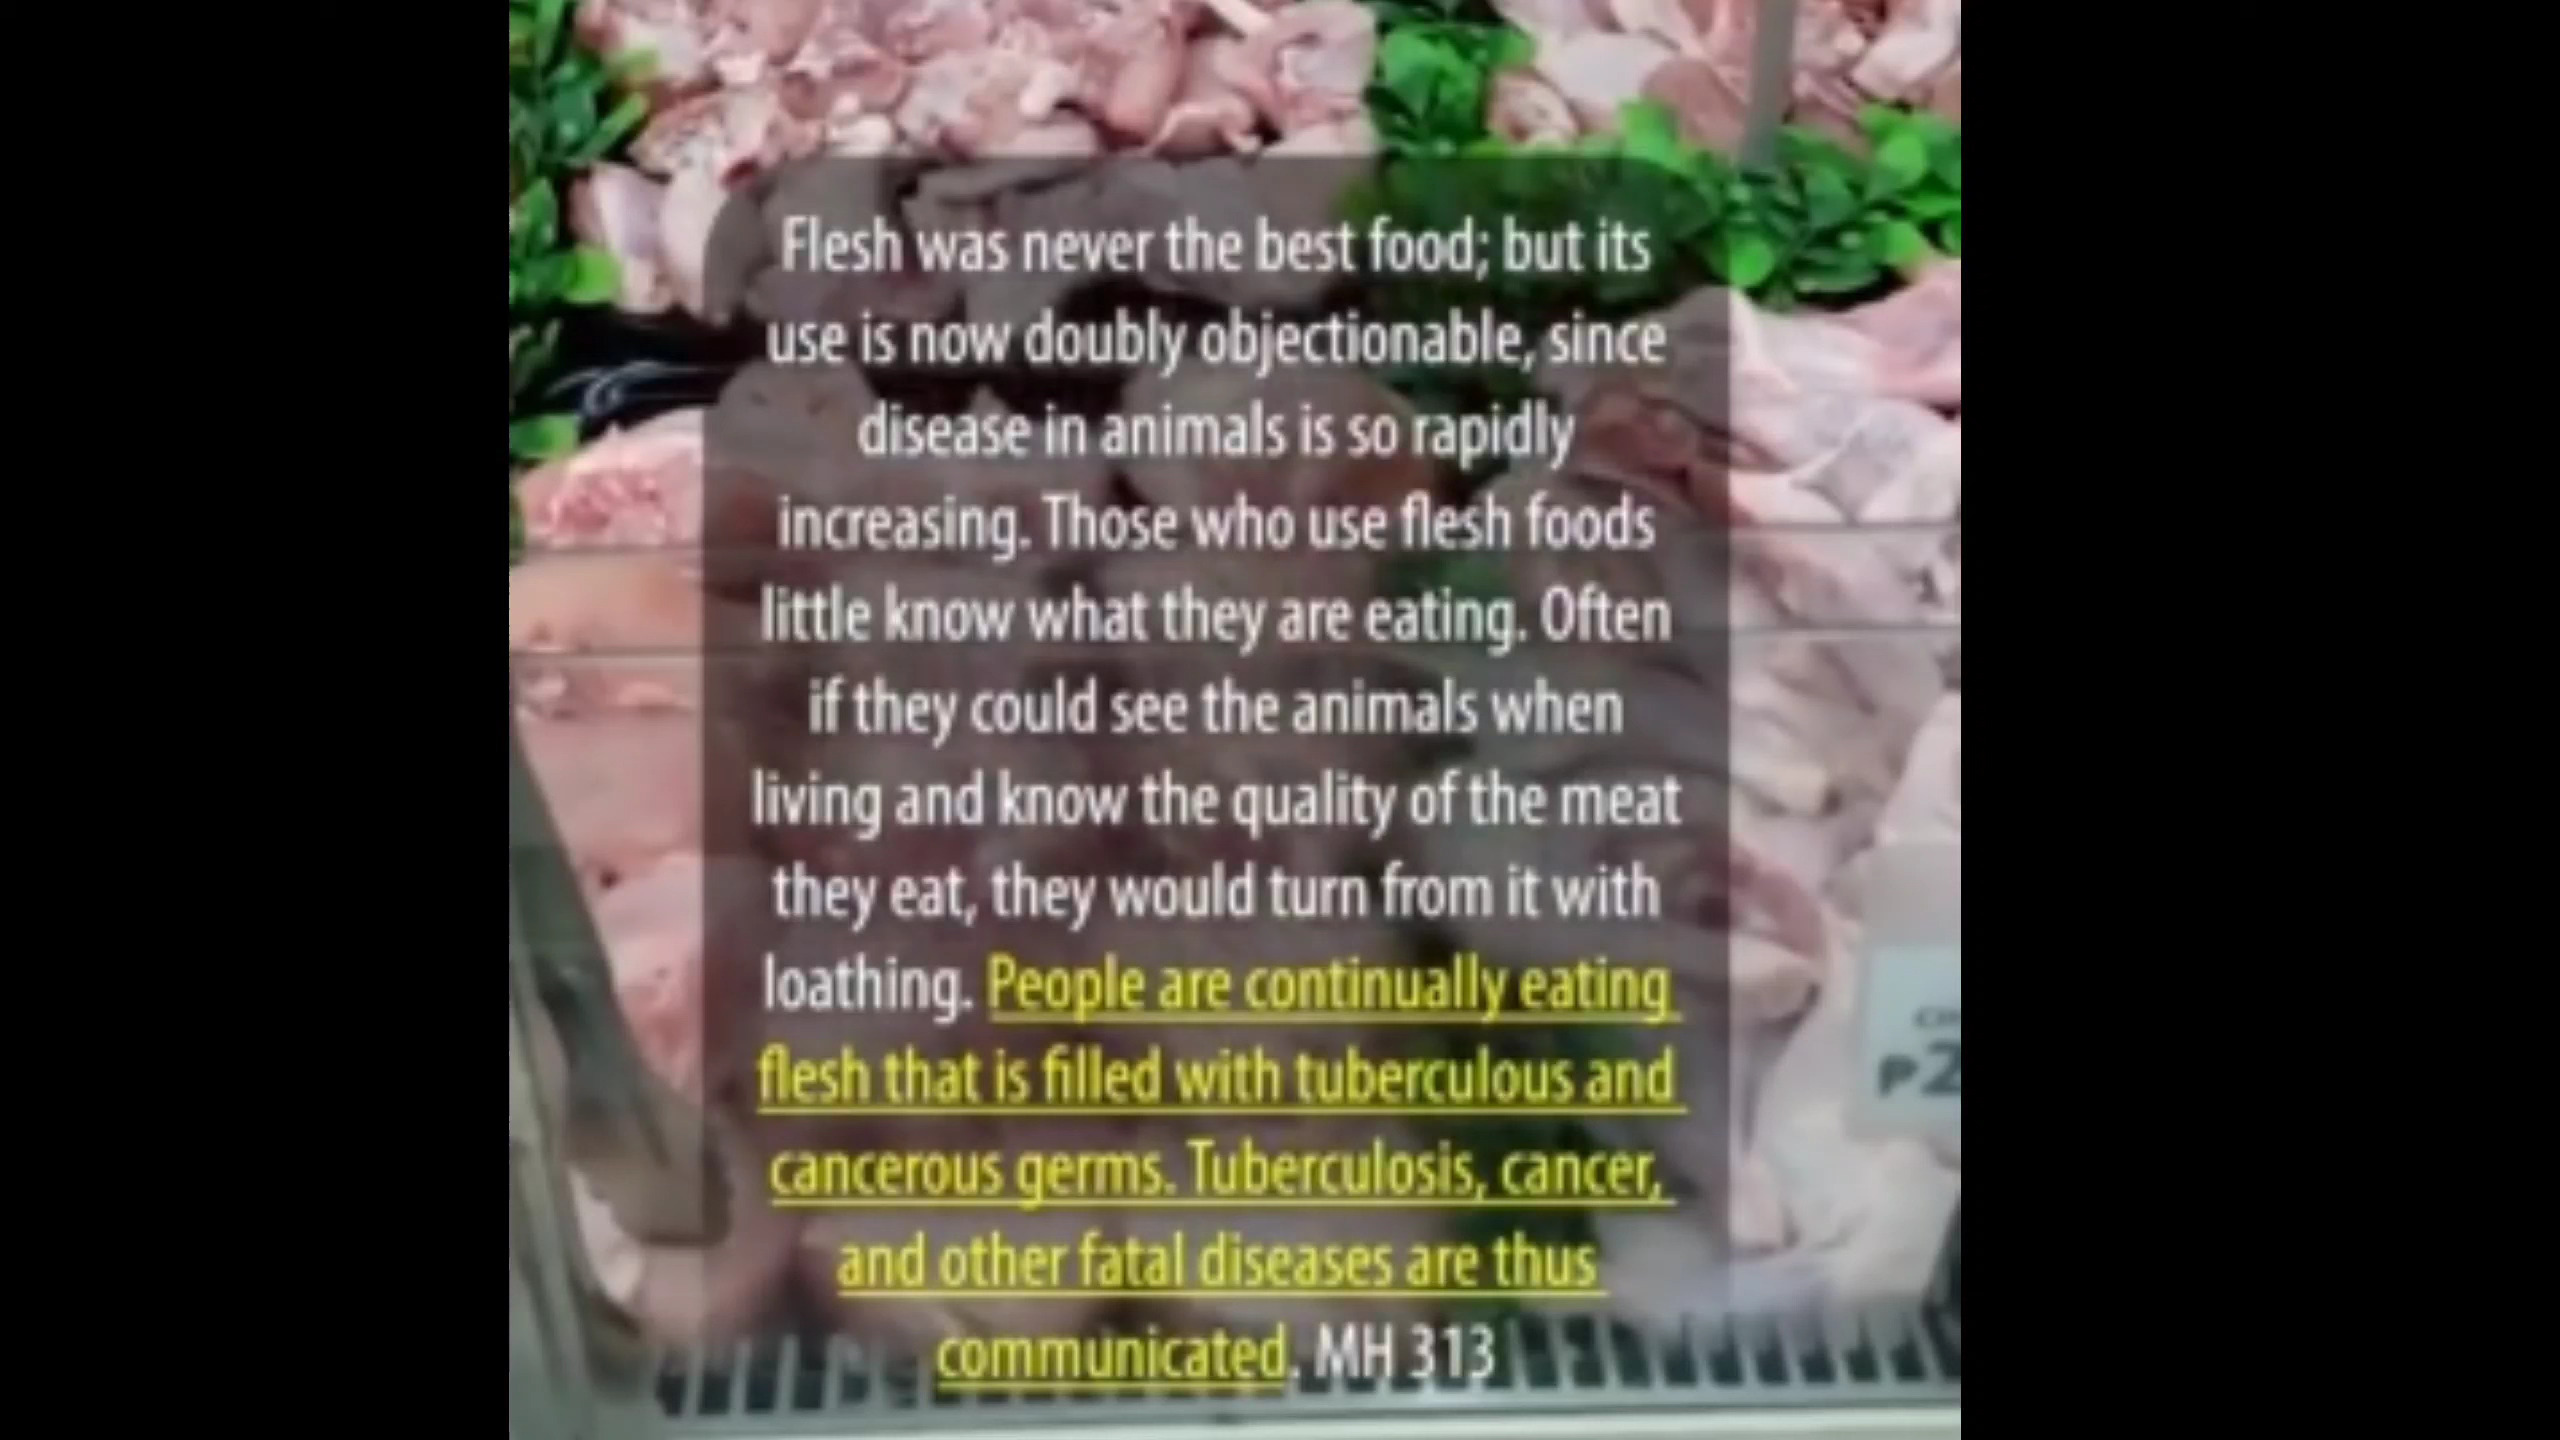 Flesh was never the best food; but its
use is now doubly objectionable, since
disease in animals is so rapidly
increasing. Those who use flesh foods
little know what they are eating. Often
if they could see the animals when
living and know the quality of the meat
they eat, they would turn from it with
loathing. People are continually eating
flesh that is filled with tuberculous and
cancerous germs. Tuberculosis, cancer,
and other fatal diseases are thus
communicated. MH 313
₱2